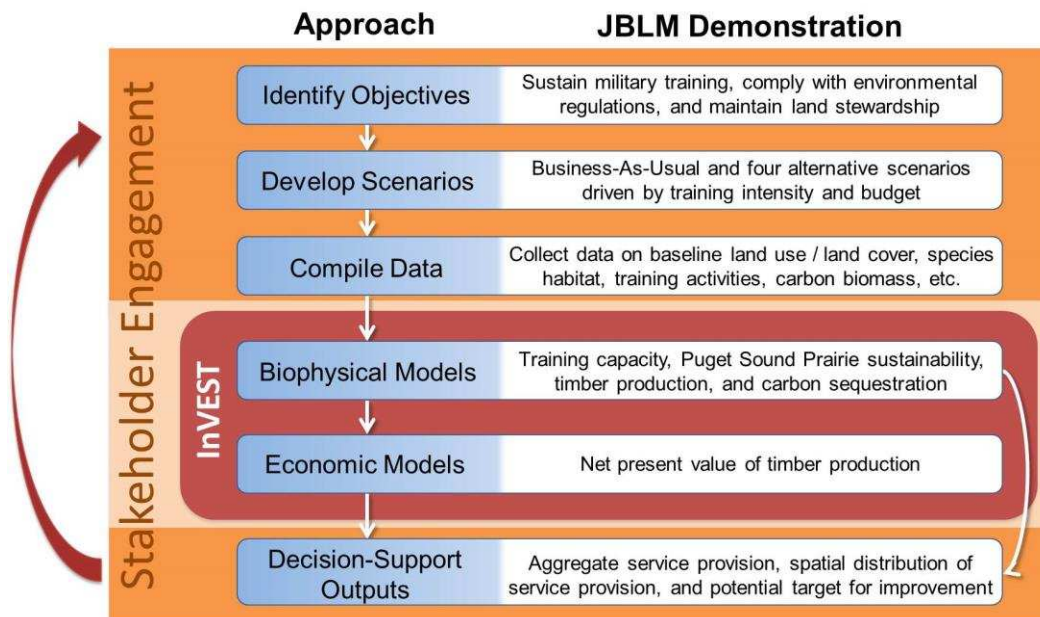 Approach
JBLM Demonstration
Stakeholder Engagement
Identify Objectives
Sustain military training, comply with environmental
regulations, and maintain land stewardship
Develop Scenarios
Business-As-Usual and four alternative scenarios
driven by training intensity and budget
Compile Data
Collect data on baseline land use / land cover, species
habitat, training activities, carbon biomass, etc.
InVEST
Biophysical Models
Training capacity, Puget Sound Prairie sustainability,
timber production, and carbon sequestration
Economic Models
Net present value of timber production
Decision-Support
Outputs
Aggregate service provision, spatial distribution of
service provision, and potential target for improvement